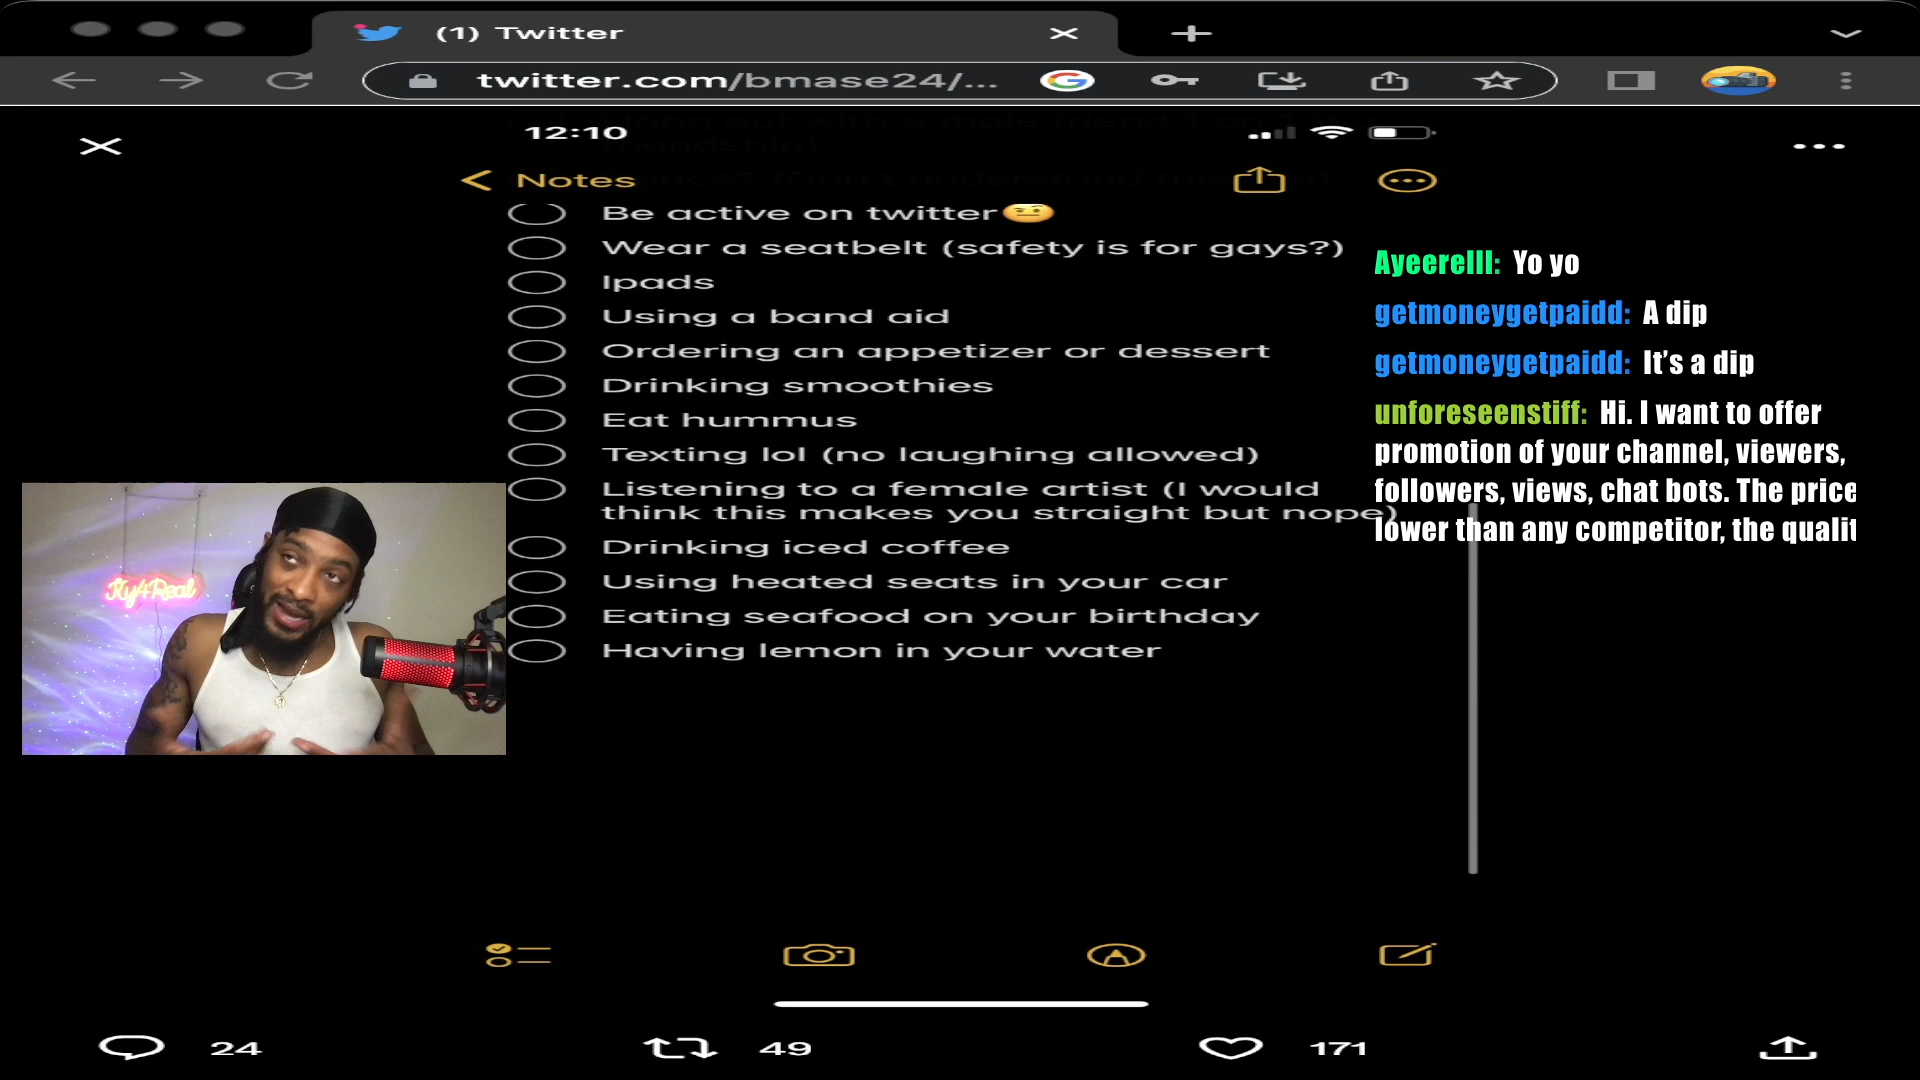 (1) Twitter
twitter.com/bmase24/...
12:10
Notes
Be active on twitter🤨
Wear a seatbelt (safety is for gays?)
Ipads
Using a band aid
Ordering an appetizer or dessert
Drinking smoothies
Eat hummus
Texting lol (no laughing allowed)
Listening to a female artist (I would
think this makes you straight but nope)
Drinking iced coffee
Using heated seats in your car
Eating seafood on your birthday
Having lemon in your water
Ayeerelll: Yo yo
getmoneygetpaidd: A dip
getmoneygetpaidd: It’s a dip
unforeseenstiff: Hi. I want to offer
promotion of your channel, viewers,
followers, views, chat bots. The price
lower than any competitor, the qualit
Ky4Real
24
49
171